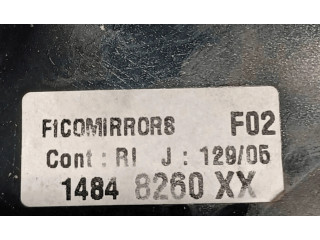 FICOMIRRORS F02
Cont : RI J : 129/05
1484 8260 XX